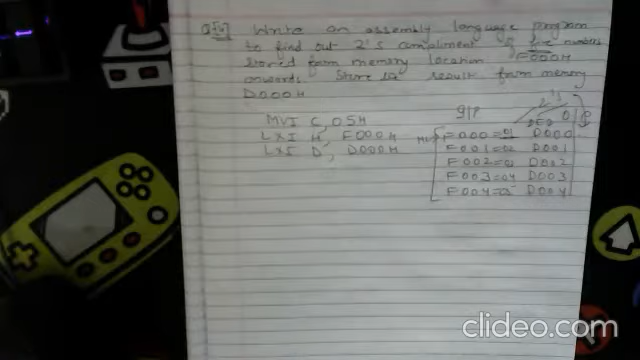 Write an assembly language program
to find out 2's compliment of five numbers
stored from memory location F000H
onwards. Store the result from memory
D000H
MVI C, 05H
LXI H, F000H
LXI D, D000H
I/P O/P
F000=01 D000
F001=02 D001
F002=03 D002
F003=04 D003
F004=05 D004
clideo.com